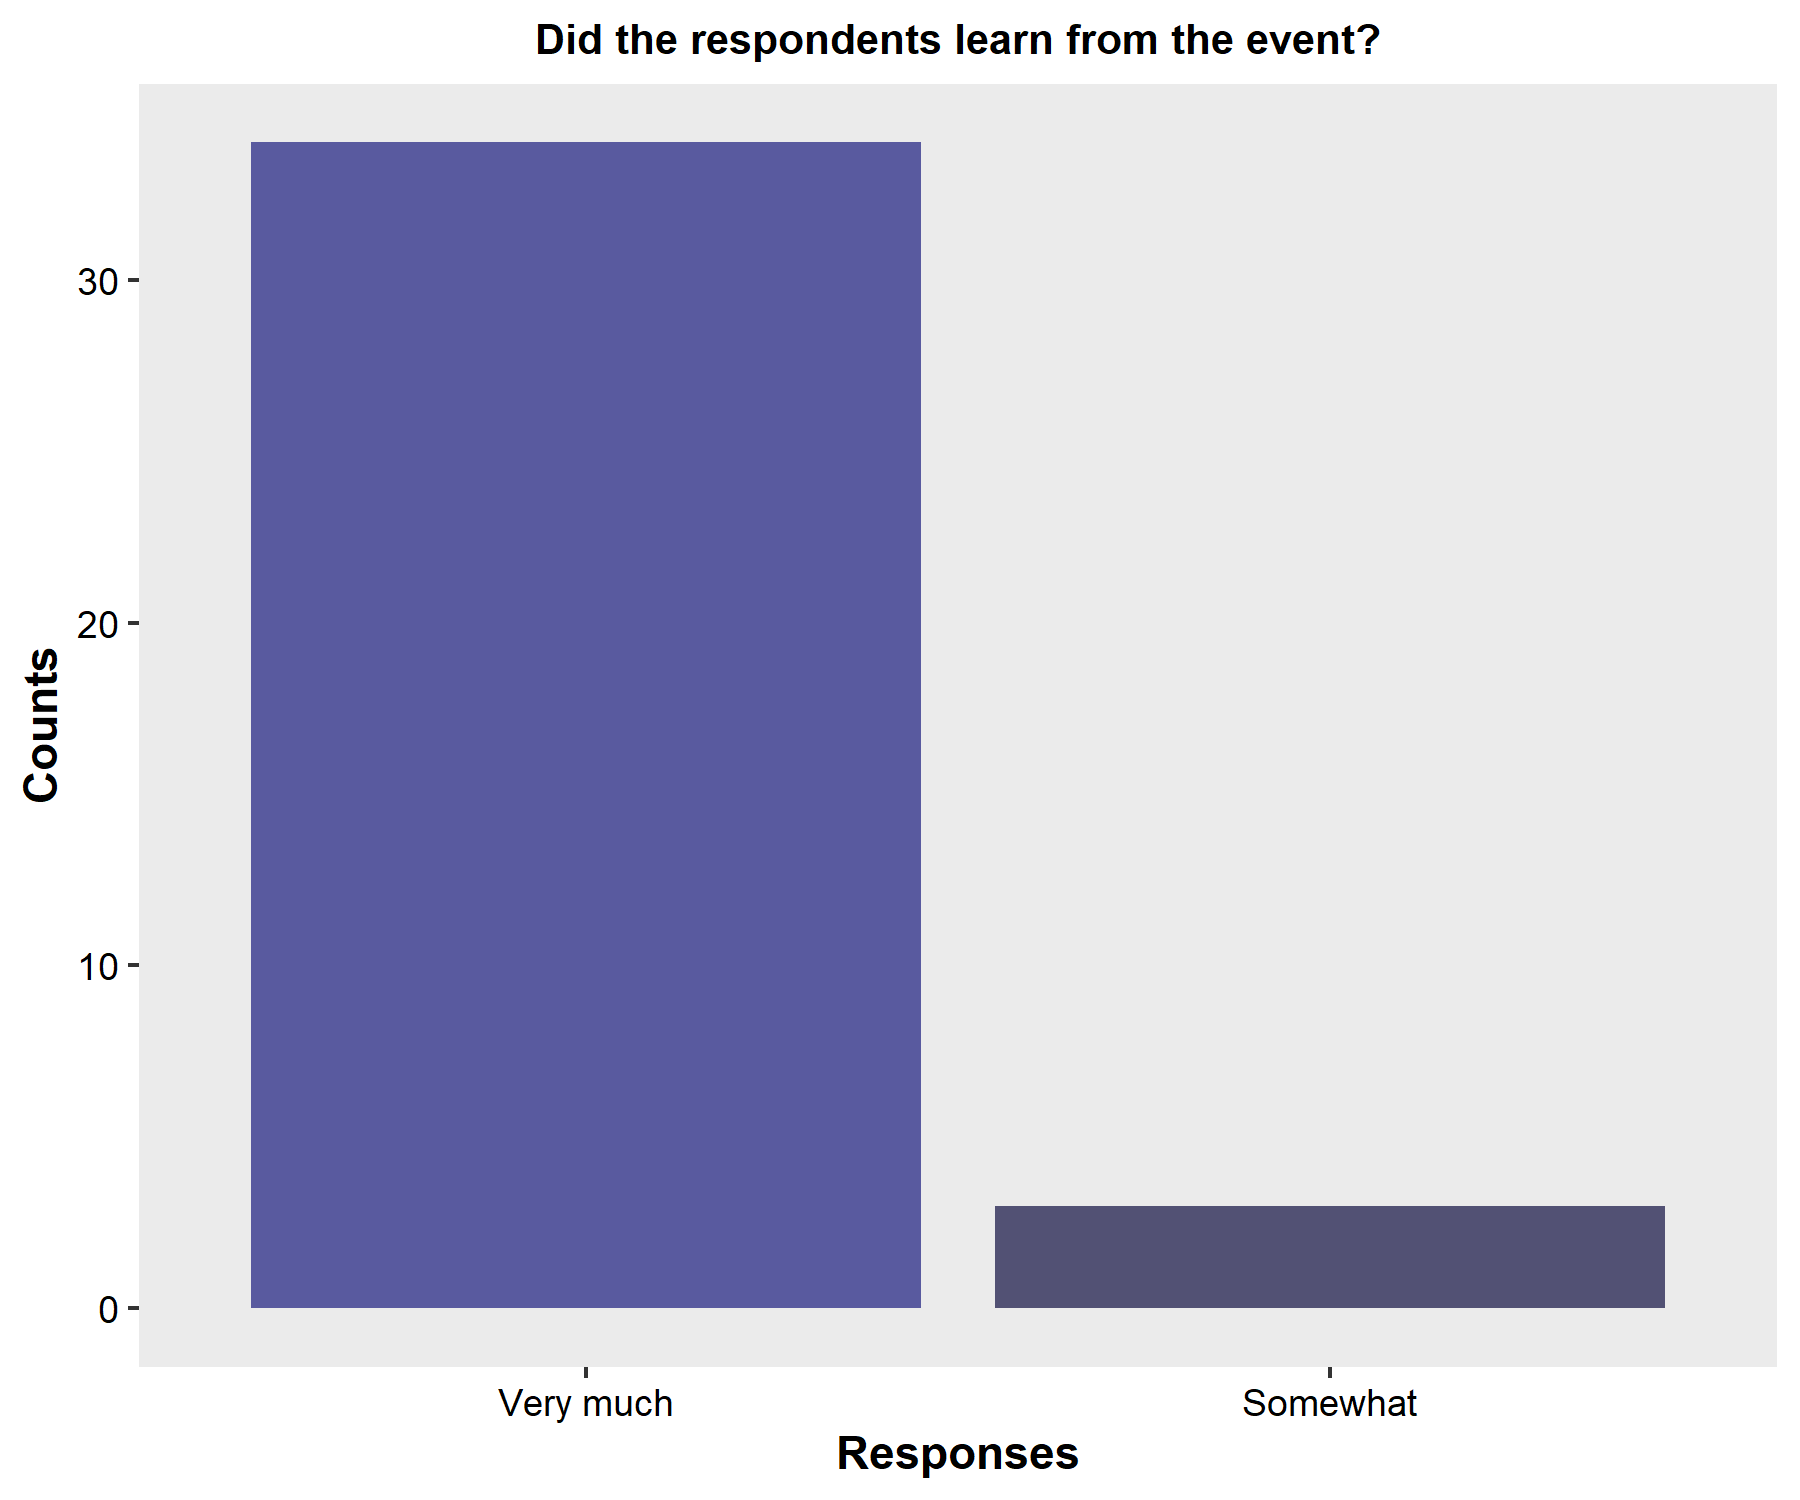 Did the respondents learn from the event?
Counts
30
20
10
0
Very much
Somewhat
Responses